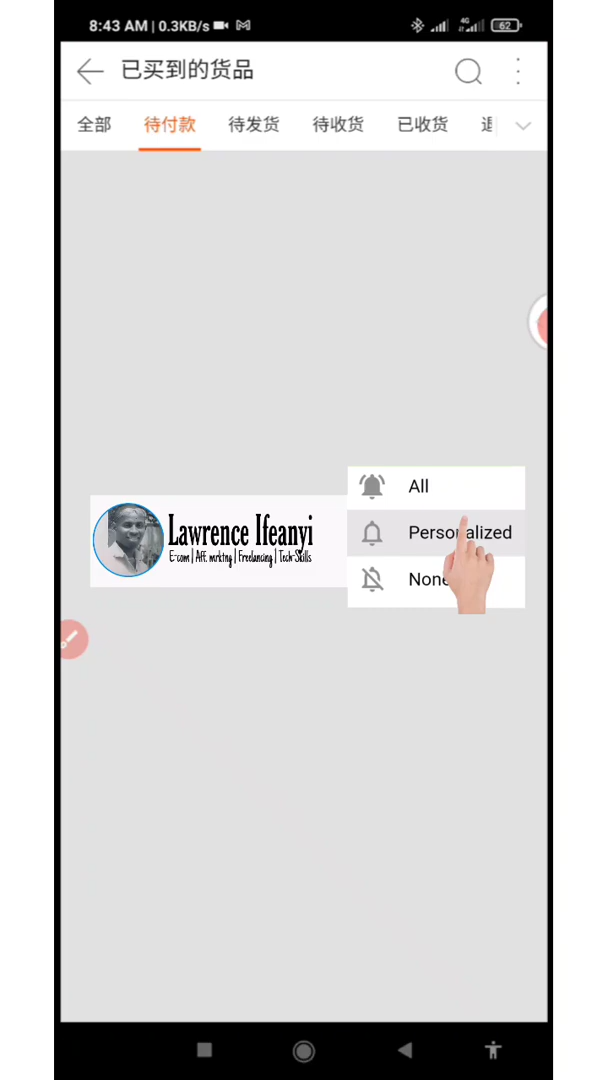 8:43 AM | 0.3KB/s
4G
62
已买到的货品
全部 待付款 待发货 待收货 已收货
All
Lawrence Ifeanyi
Personalized
E-com | Aff. mrktng | Freelancing | Tech-Skills
None